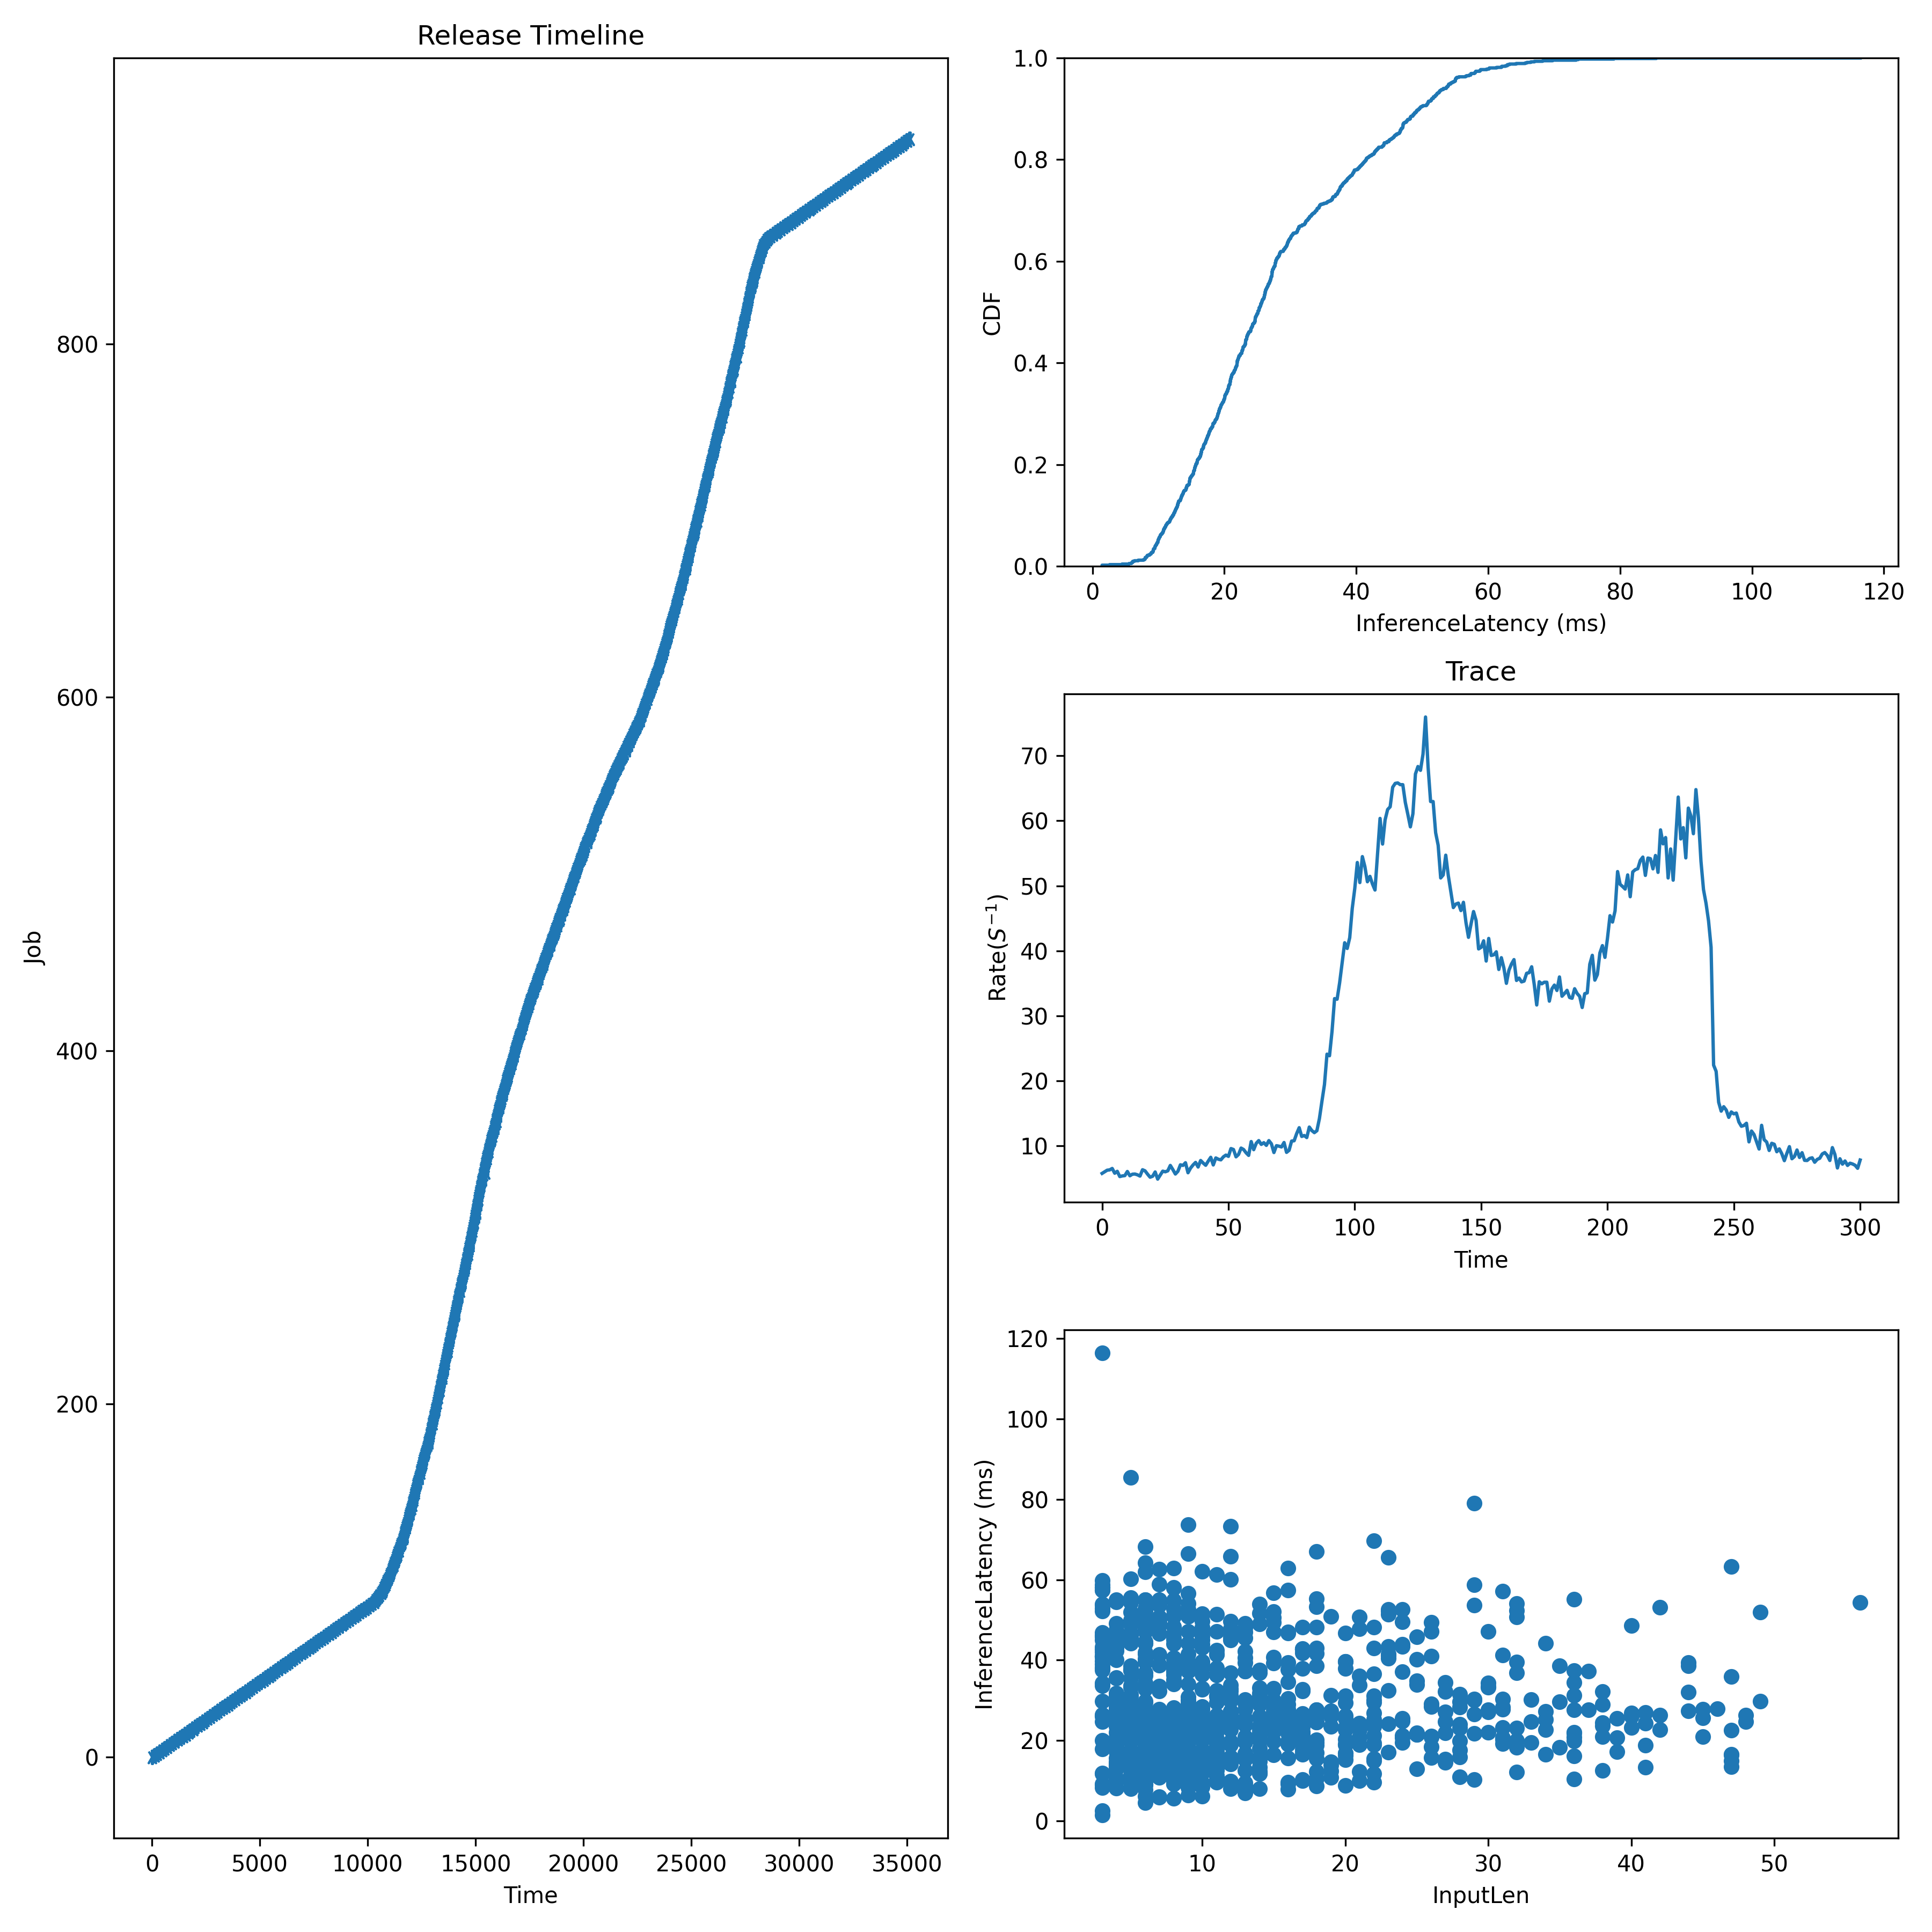 Release Timeline
800
600
400
200
0
Job
0 5000 10000 15000 20000 25000 30000 35000
Time
1.0
0.8
0.6
0.4
0.2
0.0
CDF
0 20 40 60 80 100 120
InferenceLatency (ms)
Trace
70
60
50
40
30
20
10
Rate(S⁻¹)
0 50 100 150 200 250 300
Time
120
100
80
60
40
20
0
InferenceLatency (ms)
10 20 30 40 50
InputLen